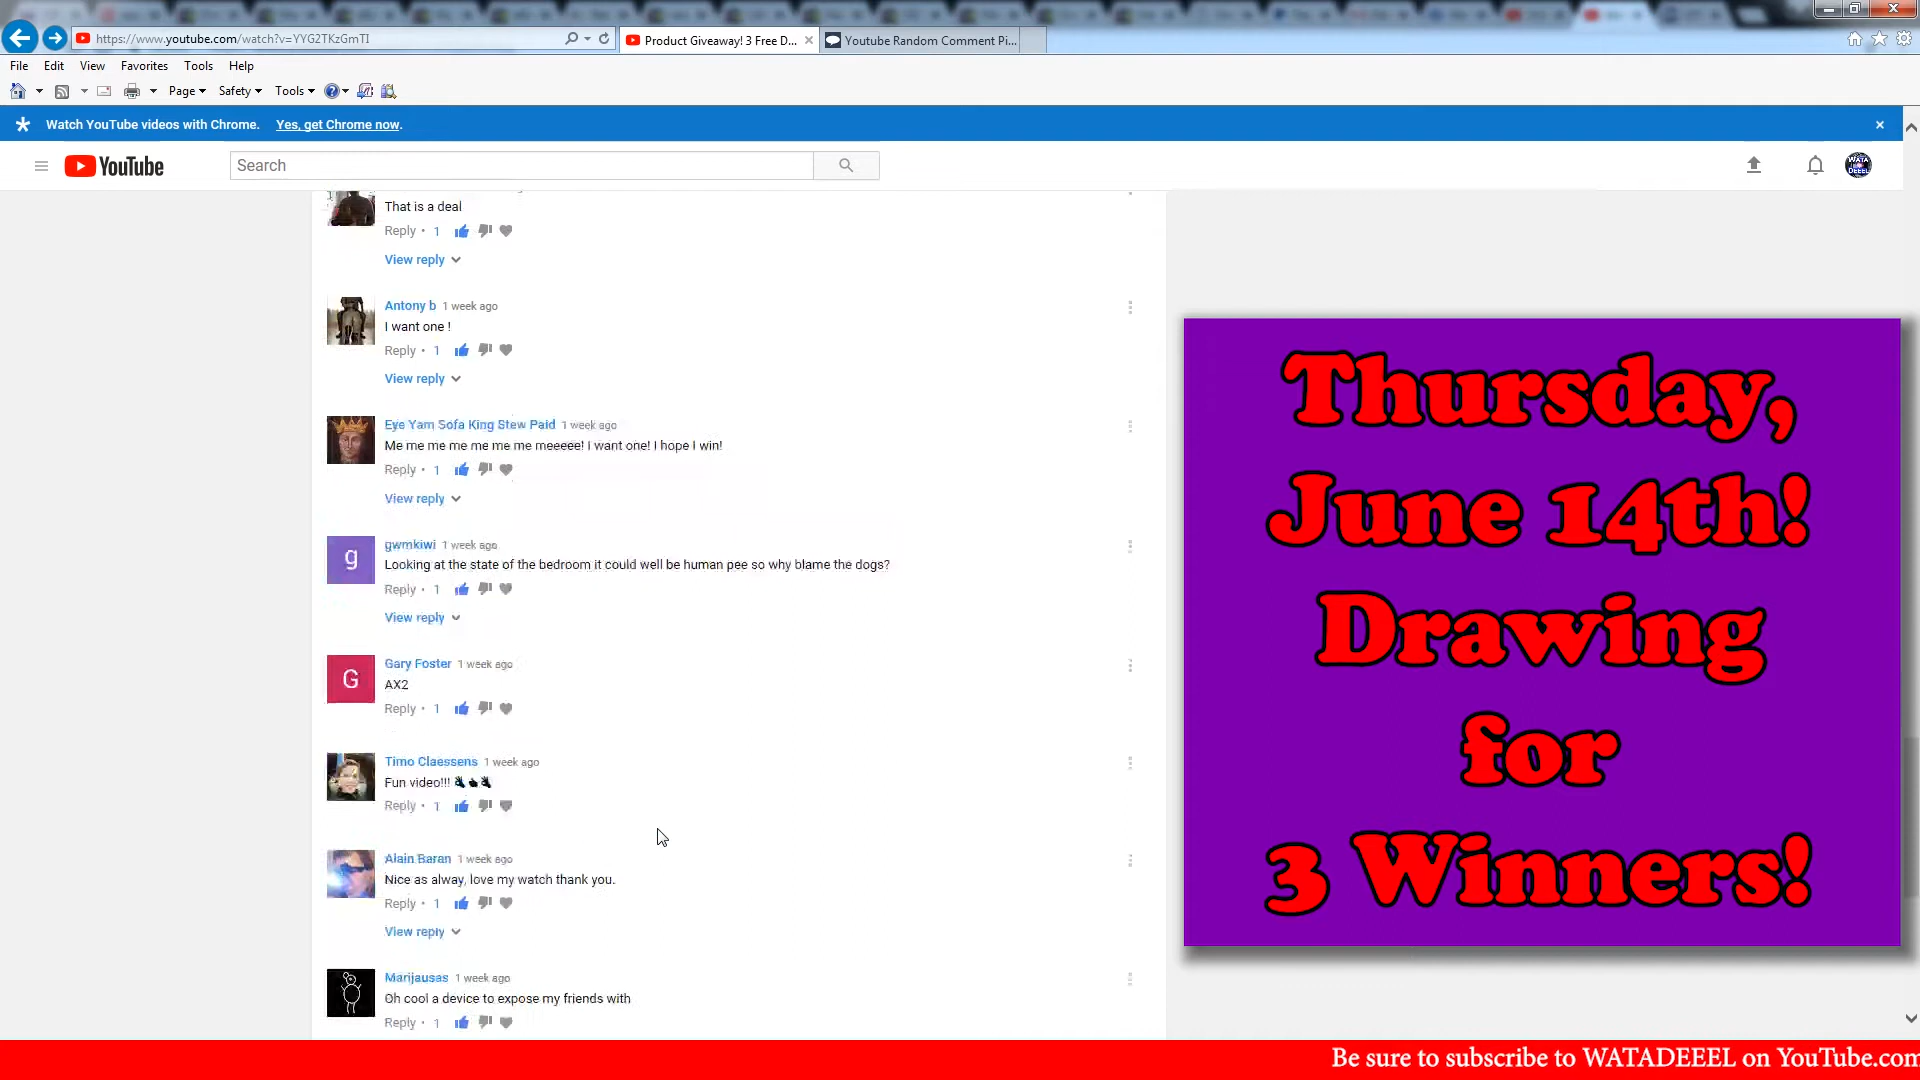 https://www.youtube.com/watch?v=YYG2TKzGmTI
Product Giveaway! 3 Free D...
Youtube Random Comment Pi...
File Edit View Favorites Tools Help
Page Safety Tools
Watch YouTube videos with Chrome. Yes, get Chrome now.
YouTube
Search
WATA
DEEEL
That is a deal
Reply • 1
View reply
Antony b 1 week ago
I want one !
Reply • 1
View reply
Eye Yam Sofa King Stew Paid 1 week ago
Me me me me me me me meeeee! I want one! I hope I win!
Reply • 1
View reply
g
gwmkiwi 1 week ago
Looking at the state of the bedroom it could well be human pee so why blame the dogs?
Reply • 1
View reply
G
Gary Foster 1 week ago
AX2
Reply • 1
Timo Claessens 1 week ago
Fun video!!!
Reply • 1
Alain Baran 1 week ago
Nice as alway, love my watch thank you.
Reply • 1
View reply
Marijausas 1 week ago
Oh cool a device to expose my friends with
Reply • 1
Thursday,
June 14th!
Drawing
for
3 Winners!
Be sure to subscribe to WATADEEEL on YouTube.com